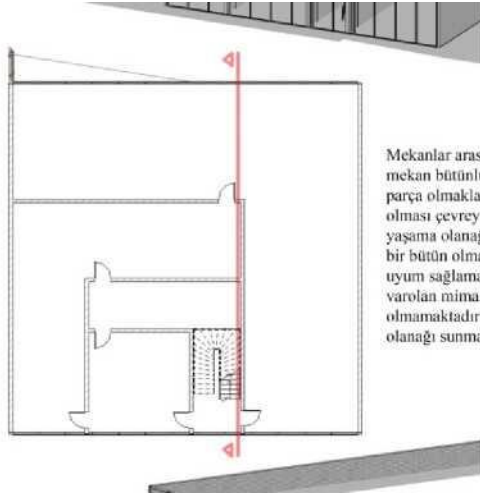 Mekanlar aras
mekan bütünlü
parça olmakla
olması çevrey
yaşama olanağ
bir bütün olma
uyum sağlama
varolan mima
olmamaktadır
olanağı sunma